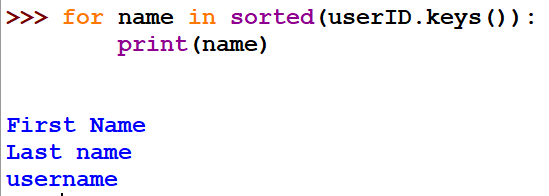 >>> for name in sorted(userID.keys()):
        print(name)
First Name
Last name
username